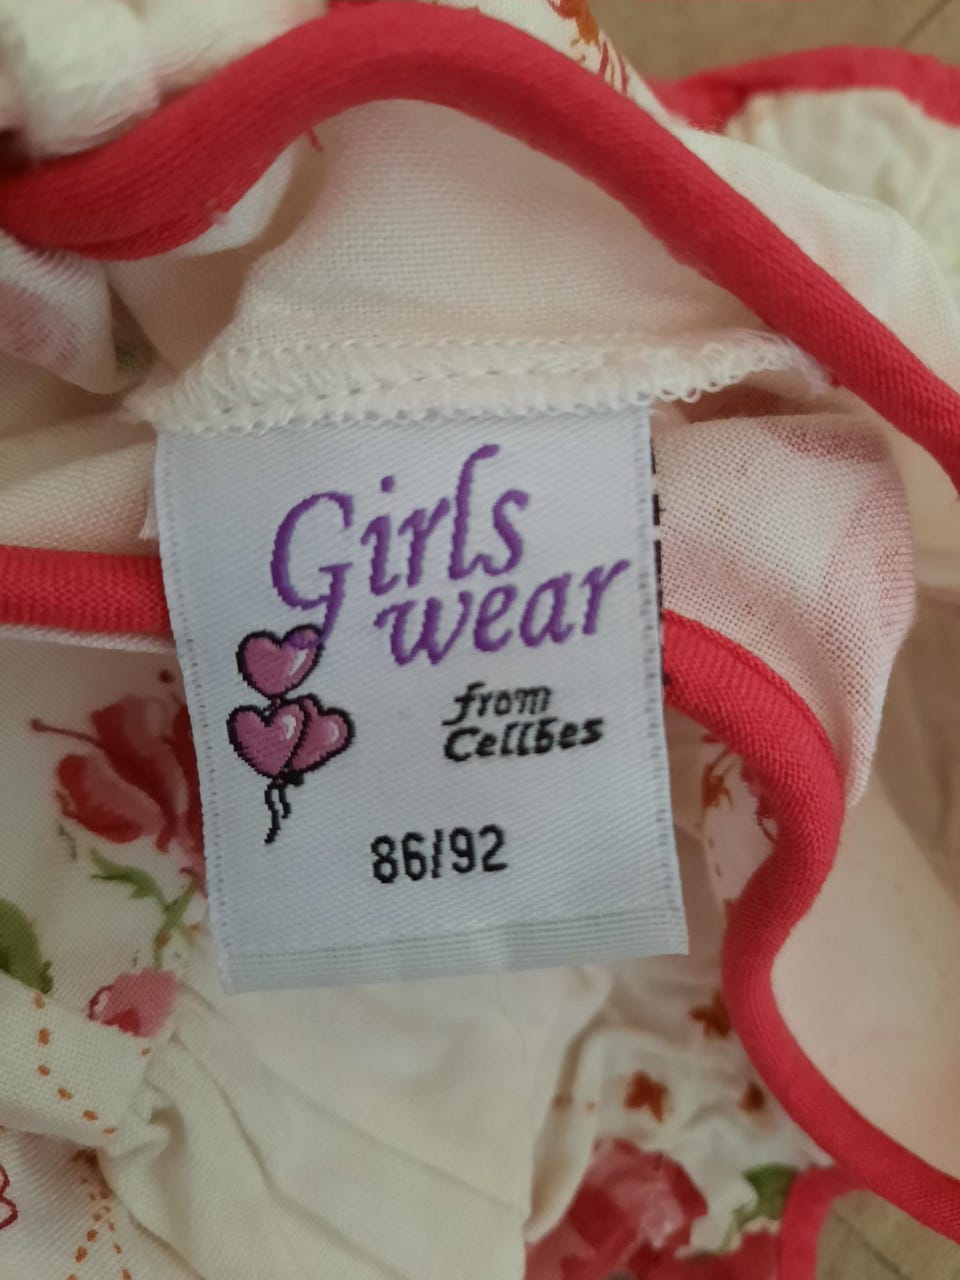 Girls
wear
from
Cellbes
86/92